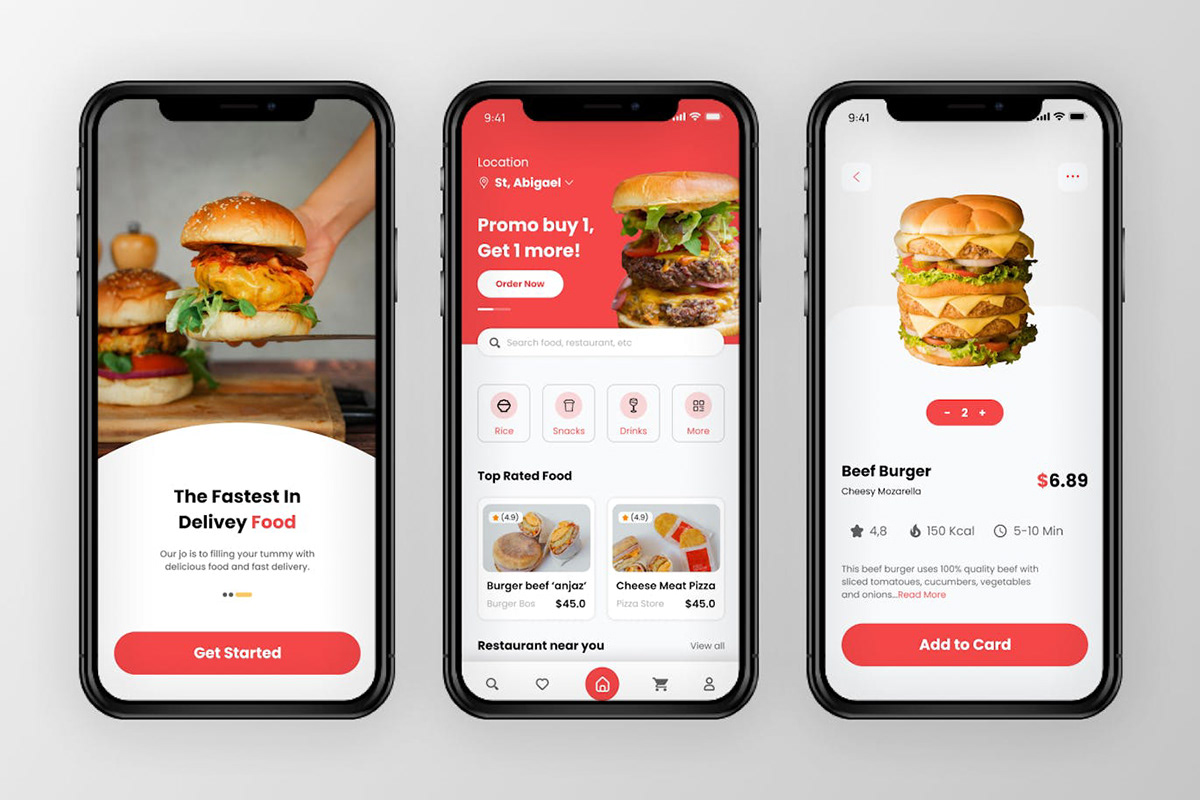 The Fastest In
Delivey Food
Our jo is to filling your tummy with
delicious food and fast delivery.
Get Started
9:41
Location
St, Abigael
Promo buy 1,
Get 1 more!
Order Now
Search food, restaurant, etc
Rice
Snacks
Drinks
More
Top Rated Food
(4.9)
(4.9)
Burger beef ‘anjaz’
Burger Bos
$45.0
Cheese Meat Pizza
Pizza Store
$45.0
Restaurant near you
View all
9:41
- 2 +
Beef Burger
Cheesy Mozarella
$6.89
4,8
150 Kcal
5-10 Min
This beef burger uses 100% quality beef with
sliced tomatoues, cucumbers, vegetables
and onions...Read More
Add to Card